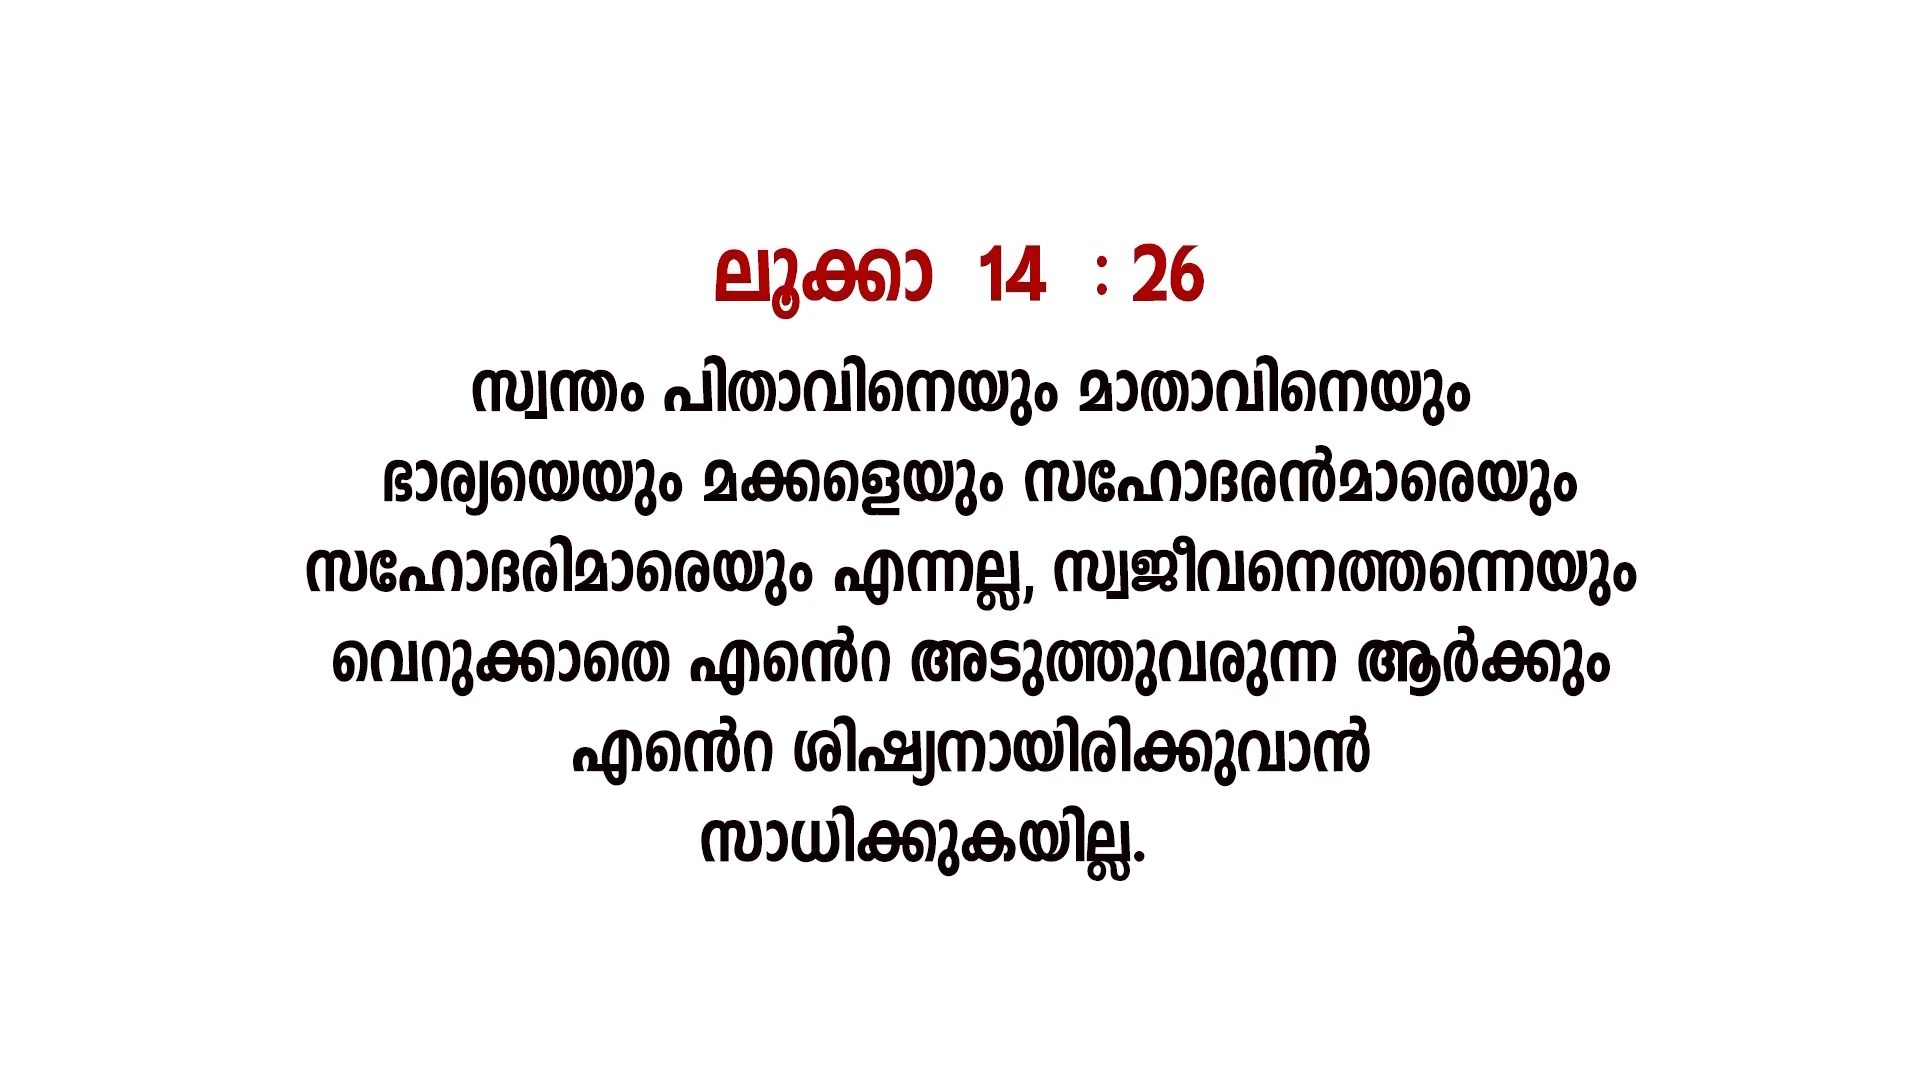 ലൂക്കാ 14 : 26
സ്വന്തം പിതാവിനെയും മാതാവിനെയും
ഭാര്യയെയും മക്കളെയും സഹോദരൻമാരെയും
സഹോദരിമാരെയും എന്നല്ല, സ്വജീവനെത്തന്നെയും
വെറുക്കാതെ എൻെറ അടുത്തുവരുന്ന ആർക്കും
എൻെറ ശിഷ്യനായിരിക്കുവാൻ
സാധിക്കുകയില്ല.